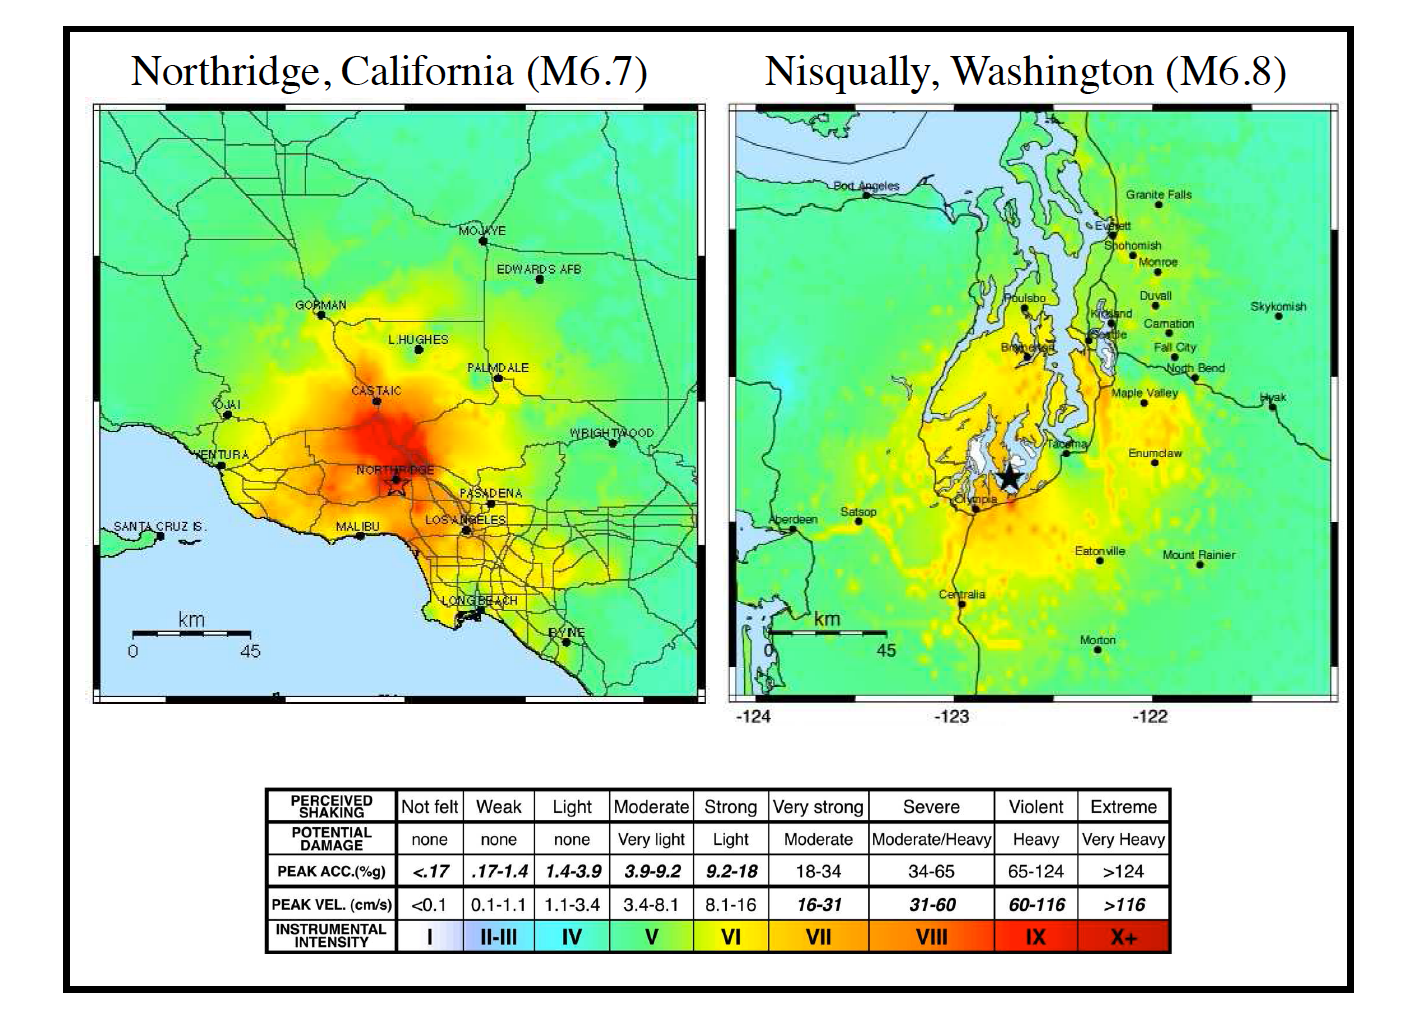 Northridge, California (M6.7)
MOJAVE
EDWARDS AFB
GORMAN
L.HUGHES
PALMDALE
CASTAIC
OJAI
WRIGHTWOOD
VENTURA
NORTHRIDGE
PASADENA
LOS ANGELES
SANTA CRUZ IS.
MALIBU
LONG BEACH
IRVINE
km
0 45
Nisqually, Washington (M6.8)
Port Angeles
Granite Falls
Everett
Snohomish
Monroe
Poulsbo
Duvall
Kirkland
Skykomish
Carnation
Seattle
Bremerton
Fall City
North Bend
Maple Valley
Hyak
Tacoma
Enumclaw
Olympia
Satsop
Aberdeen
Eatonville
Mount Rainier
Centralia
km
0 45
Morton
-124 -123 -122
PERCEIVED SHAKING Not felt Weak Light Moderate Strong Very strong Severe Violent Extreme
POTENTIAL DAMAGE none none none Very light Light Moderate Moderate/Heavy Heavy Very Heavy
PEAK ACC.(%g) <.17 .17-1.4 1.4-3.9 3.9-9.2 9.2-18 18-34 34-65 65-124 >124
PEAK VEL. (cm/s) <0.1 0.1-1.1 1.1-3.4 3.4-8.1 8.1-16 16-31 31-60 60-116 >116
INSTRUMENTAL INTENSITY I II-III IV V VI VII VIII IX X+